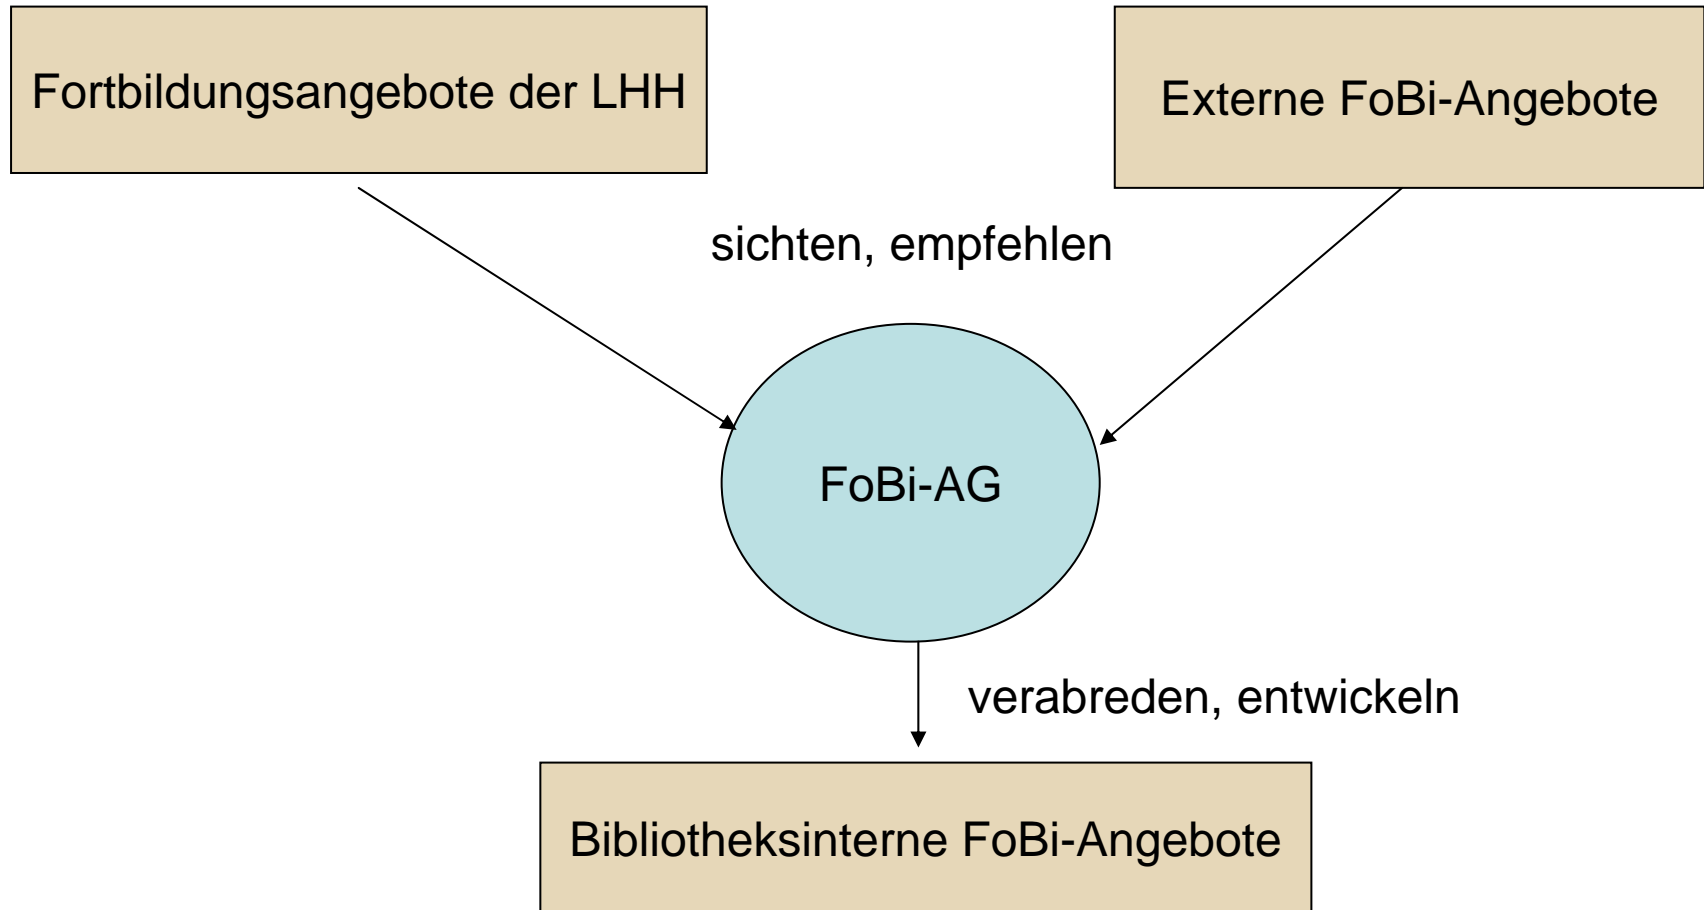 Fortbildungsangebote der LHH
Externe FoBi-Angebote
sichten, empfehlen
FoBi-AG
verabreden, entwickeln
Bibliotheksinterne FoBi-Angebote